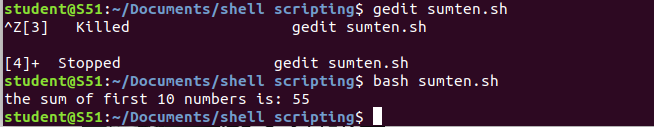 student@S51:~/Documents/shell scripting$ gedit sumten.sh
^Z[3]   Killed                  gedit sumten.sh

[4]+  Stopped                 gedit sumten.sh
student@S51:~/Documents/shell scripting$ bash sumten.sh
the sum of first 10 numbers is: 55
student@S51:~/Documents/shell scripting$